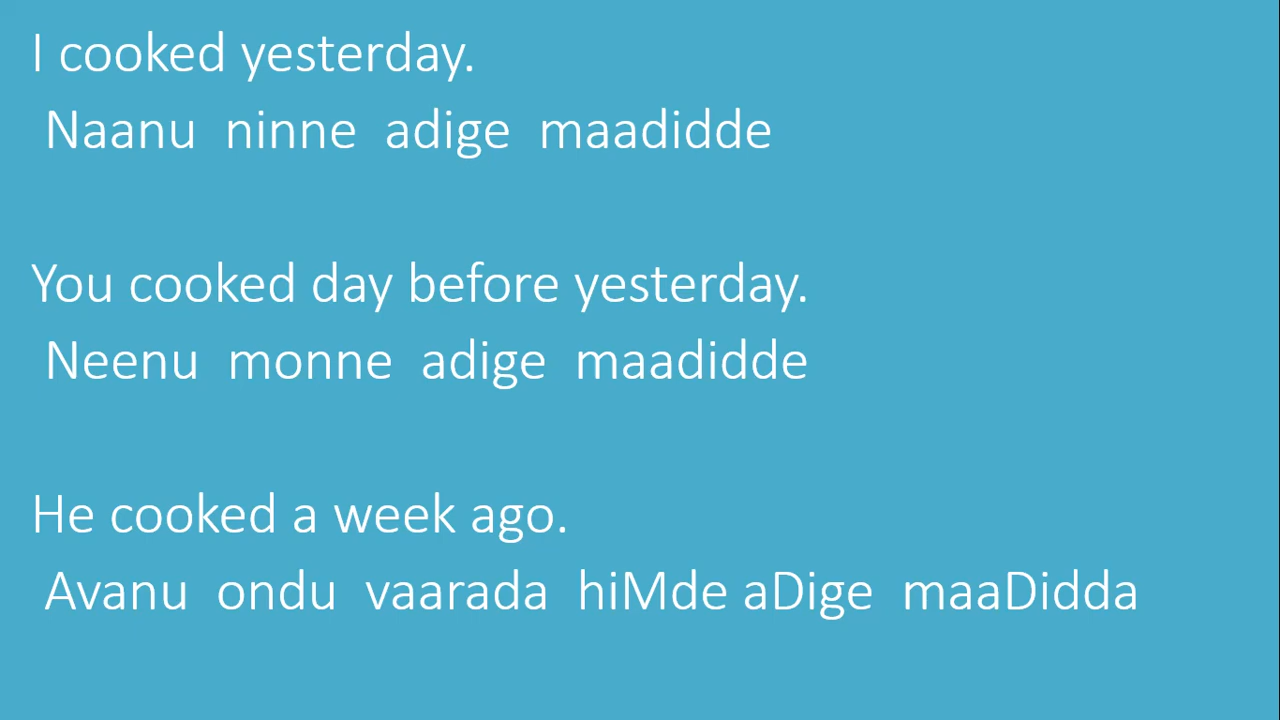 I cooked yesterday.
Naanu ninne adige maadidde
You cooked day before yesterday.
Neenu monne adige maadidde
He cooked a week ago.
Avanu ondu vaarada hiMde aDige maaDidda